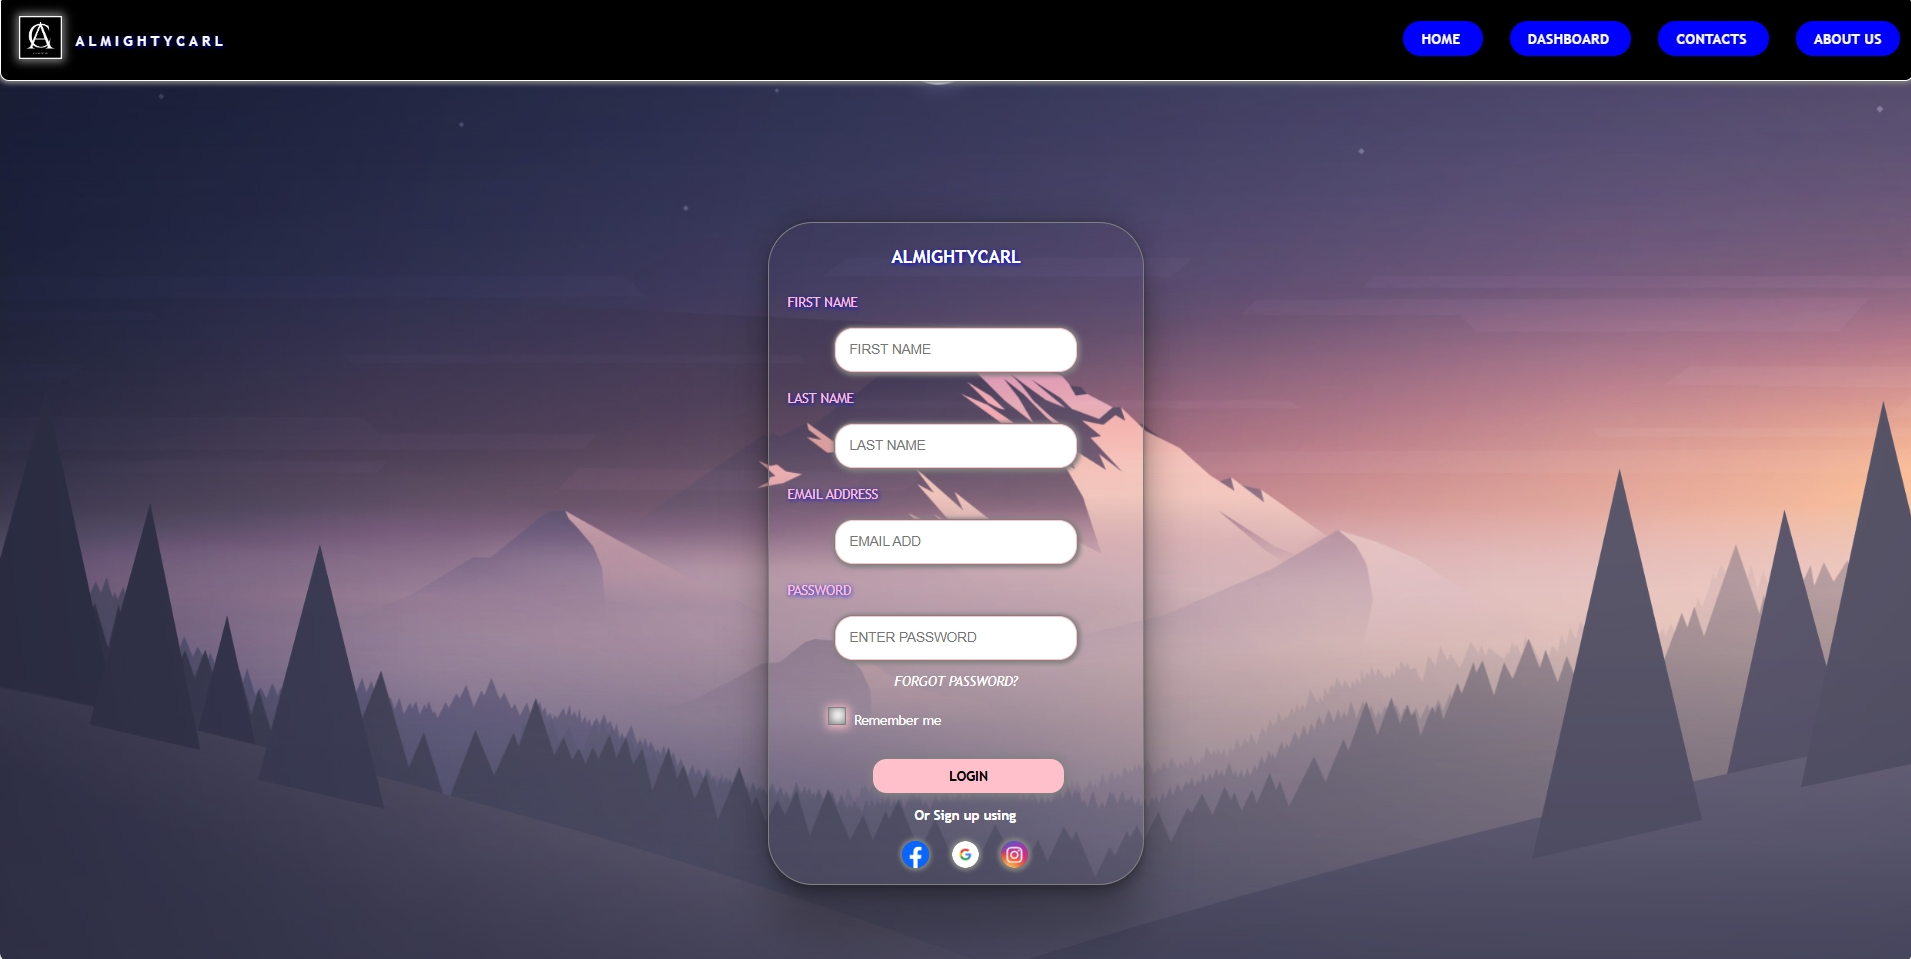 ALMIGHTYCARL
HOME
DASHBOARD
CONTACTS
ABOUT US
ALMIGHTYCARL
FIRST NAME
FIRST NAME
LAST NAME
LAST NAME
EMAIL ADDRESS
EMAIL ADD
PASSWORD
ENTER PASSWORD
FORGOT PASSWORD?
Remember me
LOGIN
Or Sign up using